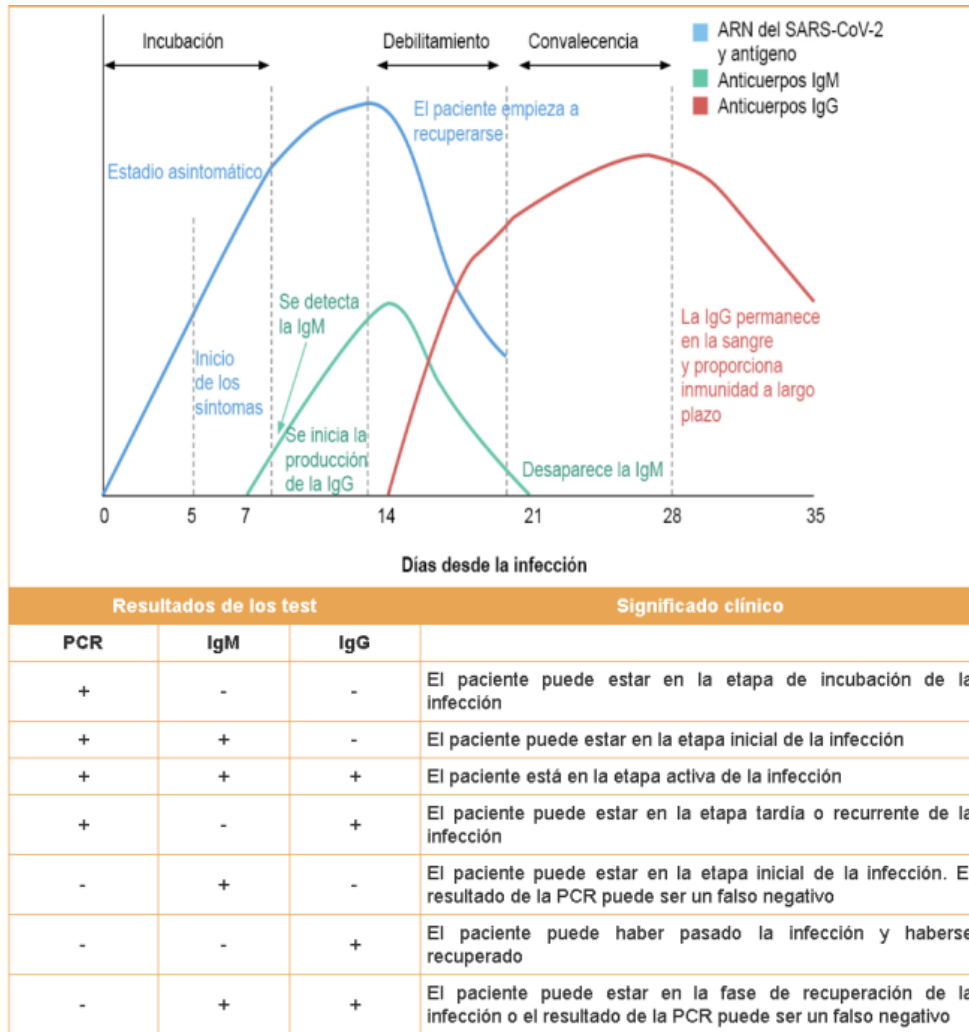 Incubación
Debilitamiento
Convalecencia
ARN del SARS-CoV-2
y antígeno
Anticuerpos IgM
Anticuerpos IgG
El paciente empieza a
recuperarse
Estadio asintomático
Se detecta
la IgM
Inicio
de los
síntomas
Se inicia la
producción
de la IgG
Desaparece la IgM
La IgG permanece
en la sangre
y proporciona
inmunidad a largo
plazo
0 5 7 14 21 28 35
Días desde la infección
Resultados de los test Significado clínico
PCR IgM IgG
+ - - El paciente puede estar en la etapa de incubación de la
infección
+ + - El paciente puede estar en la etapa inicial de la infección
+ + + El paciente está en la etapa activa de la infección
+ - + El paciente puede estar en la etapa tardía o recurrente de la
infección
- + - El paciente puede estar en la etapa inicial de la infección. El
resultado de la PCR puede ser un falso negativo
- - + El paciente puede haber pasado la infección y haberse
recuperado
- + + El paciente puede estar en la fase de recuperación de la
infección o el resultado de la PCR puede ser un falso negativo